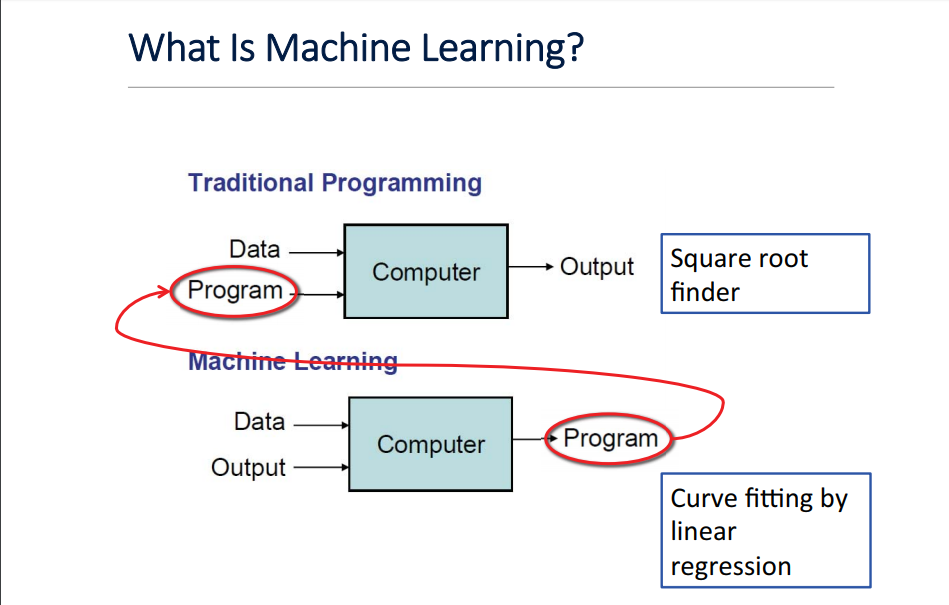 What Is Machine Learning?
Traditional Programming
Data
Program
Computer
Output
Square root
finder
Machine Learning
Data
Output
Computer
Program
Curve fitting by
linear
regression